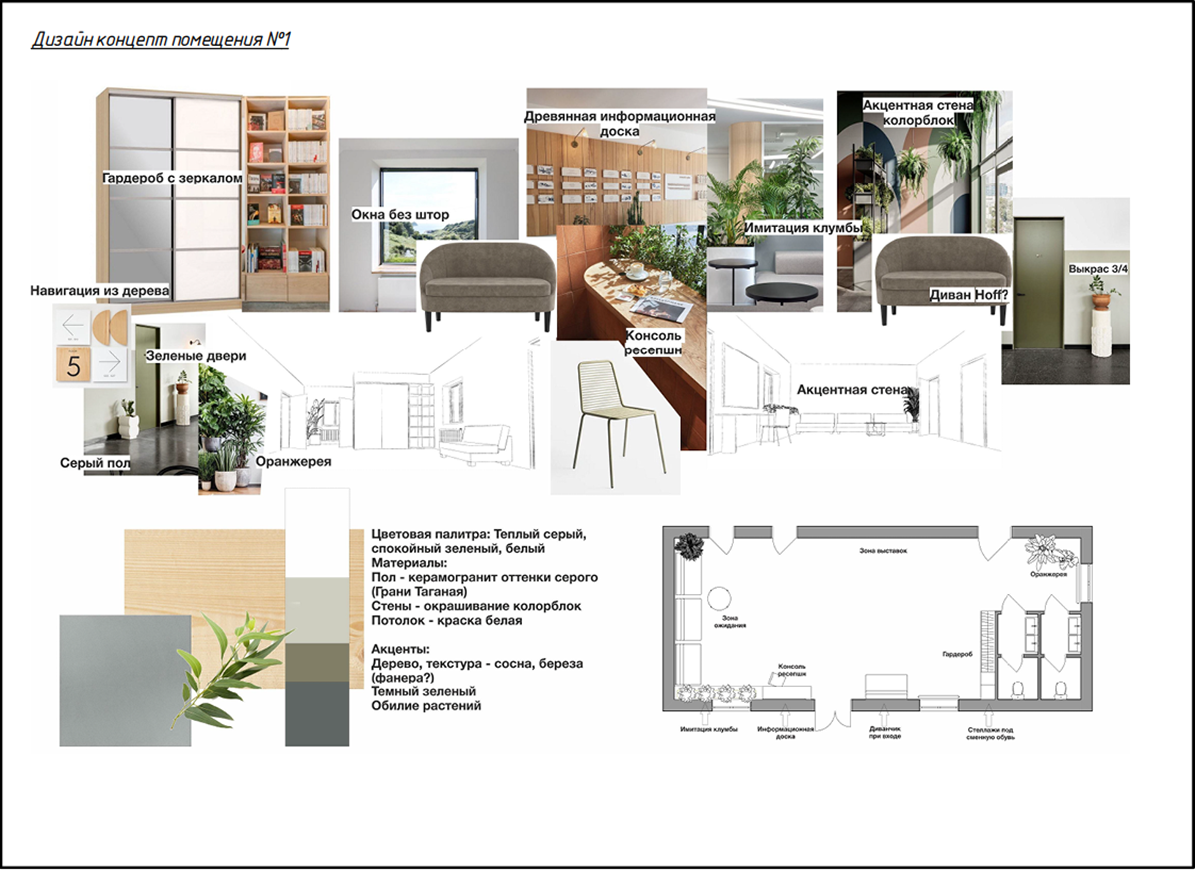 Дизайн концепт помещения №1
Древянная информационная
доска
Акцентная стена
колорблок
Гардероб с зеркалом
Окна без штор
Имитация клумбы
Выкрас 3/4
Навигация из дерева
Диван Hoff?
5
Зеленые двери
Консоль
ресепшн
Акцентная стена
Серый пол
Оранжерея
Цветовая палитра: Теплый серый,
спокойный зеленый, белый
Материалы:
Пол - керамогранит оттенки серого
(Грани Таганая)
Стены - окрашивание колорблок
Потолок - краска белая
Акценты:
Дерево, текстура - сосна, береза
(фанера?)
Темный зеленый
Обилие растений
Зона выставок
Оранжерея
Зона
ожидания
Гардероб
Консоль
ресепшн
Имитация клумбы
Информационная
доска
Диванчик
при входе
Стеллажи под
сменную обувь